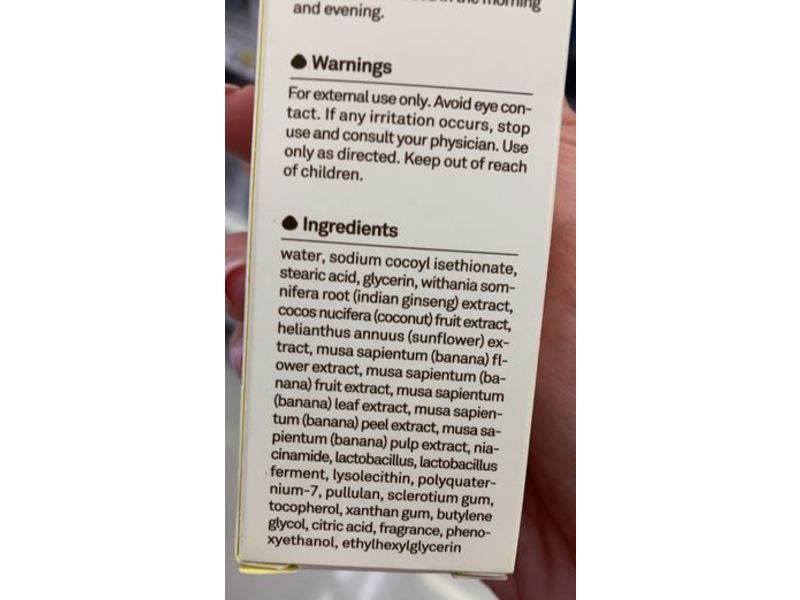 in the morning
and evening.
Warnings
For external use only. Avoid eye con-
tact. If any irritation occurs, stop
use and consult your physician. Use
only as directed. Keep out of reach
of children.
Ingredients
water, sodium cocoyl isethionate,
stearic acid, glycerin, withania som-
nifera root (indian ginseng) extract,
cocos nucifera (coconut) fruit extract,
helianthus annuus (sunflower) ex-
tract, musa sapientum (banana) fl-
ower extract, musa sapientum (ba-
nana) fruit extract, musa sapientum
(banana) leaf extract, musa sapien-
tum (banana) peel extract, musa sa-
pientum (banana) pulp extract, nia-
cinamide, lactobacillus, lactobacillus
ferment, lysolecithin, polyquater-
nium-7, pullulan, sclerotium gum,
tocopherol, xanthan gum, butylene
glycol, citric acid, fragrance, pheno-
xyethanol, ethylhexylglycerin